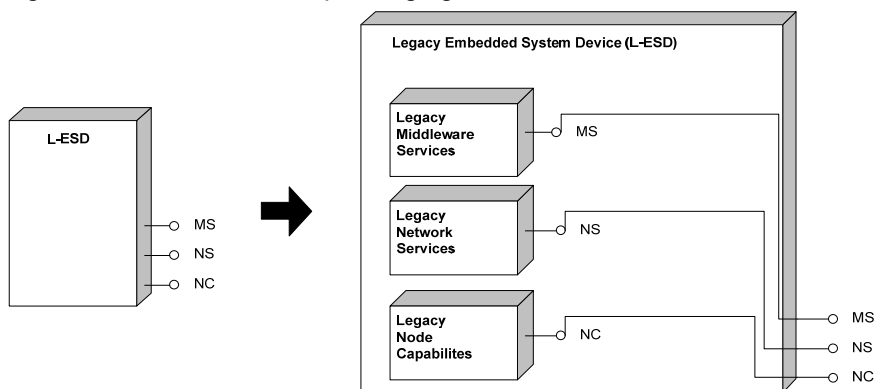 Legacy Embedded System Device (L-ESD)
L-ESD
MS
NS
NC
Legacy
Middleware
Services
MS
Legacy
Network
Services
NS
Legacy
Node
Capabilites
NC
MS
NS
NC